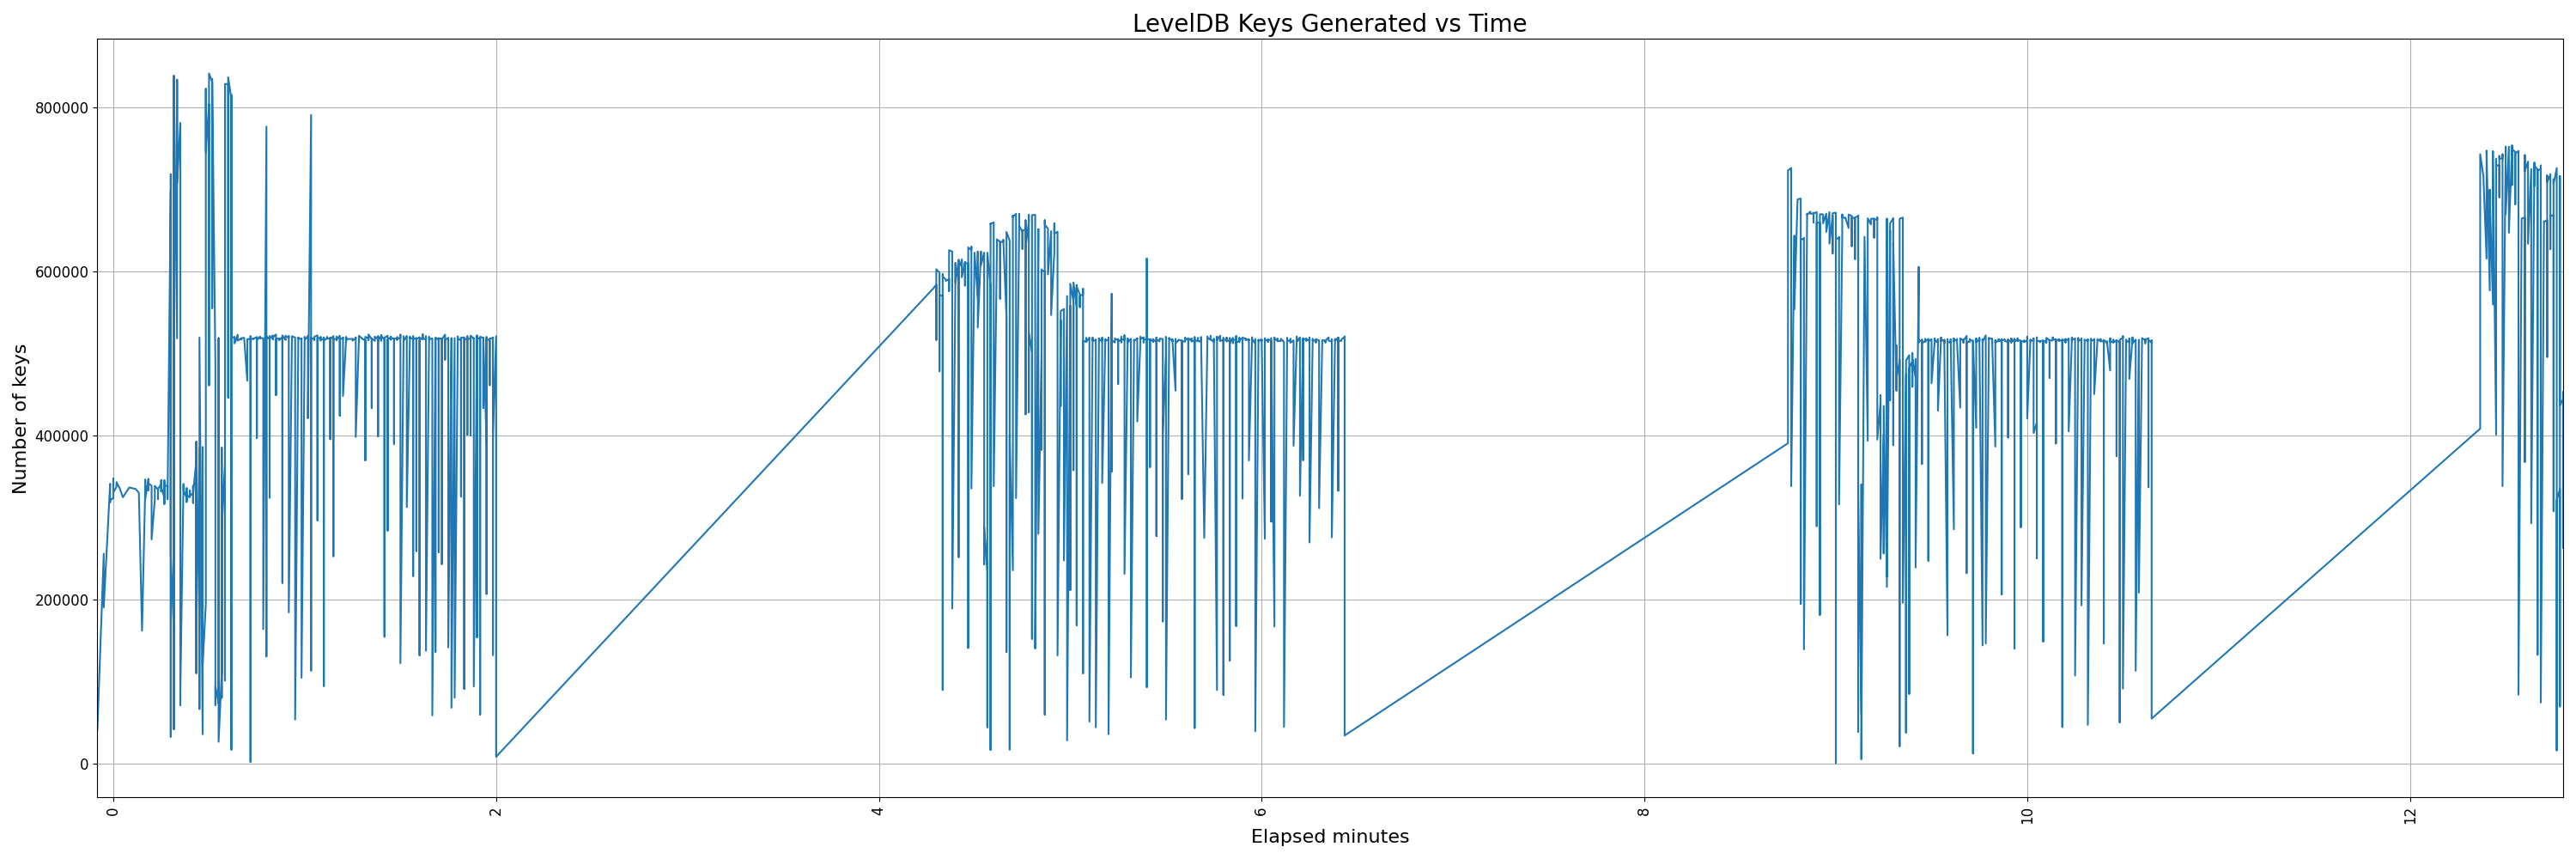 LevelDB Keys Generated vs Time
Number of keys
800000
600000
400000
200000
0
0 2 4 6 8 10 12
Elapsed minutes